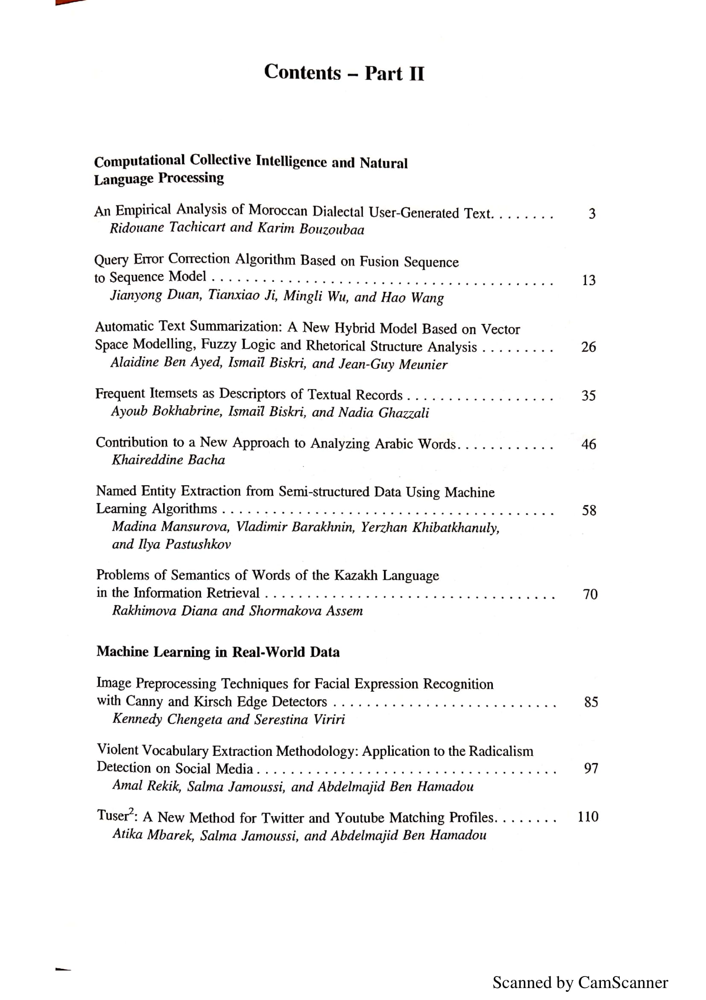 Contents – Part II
Computational Collective Intelligence and Natural
Language Processing
An Empirical Analysis of Moroccan Dialectal User-Generated Text. . . . . . . . 3
Ridouane Tachicart and Karim Bouzoubaa
Query Error Correction Algorithm Based on Fusion Sequence
to Sequence Model . . . . . . . . . . . . . . . . . . . . . . . . . . . . . . . . . . . . . . . . . 13
Jianyong Duan, Tianxiao Ji, Mingli Wu, and Hao Wang
Automatic Text Summarization: A New Hybrid Model Based on Vector
Space Modelling, Fuzzy Logic and Rhetorical Structure Analysis . . . . . . . . . 26
Alaidine Ben Ayed, Ismaïl Biskri, and Jean-Guy Meunier
Frequent Itemsets as Descriptors of Textual Records . . . . . . . . . . . . . . . . . . 35
Ayoub Bokhabrine, Ismaïl Biskri, and Nadia Ghazzali
Contribution to a New Approach to Analyzing Arabic Words. . . . . . . . . . . . 46
Khaireddine Bacha
Named Entity Extraction from Semi-structured Data Using Machine
Learning Algorithms . . . . . . . . . . . . . . . . . . . . . . . . . . . . . . . . . . . . . . . . 58
Madina Mansurova, Vladimir Barakhnin, Yerzhan Khibatkhanuly,
and Ilya Pastushkov
Problems of Semantics of Words of the Kazakh Language
in the Information Retrieval . . . . . . . . . . . . . . . . . . . . . . . . . . . . . . . . . . . 70
Rakhimova Diana and Shormakova Assem
Machine Learning in Real-World Data
Image Preprocessing Techniques for Facial Expression Recognition
with Canny and Kirsch Edge Detectors . . . . . . . . . . . . . . . . . . . . . . . . . . . 85
Kennedy Chengeta and Serestina Viriri
Violent Vocabulary Extraction Methodology: Application to the Radicalism
Detection on Social Media . . . . . . . . . . . . . . . . . . . . . . . . . . . . . . . . . . . . 97
Amal Rekik, Salma Jamoussi, and Abdelmajid Ben Hamadou
Tuser²: A New Method for Twitter and Youtube Matching Profiles. . . . . . . . 110
Atika Mbarek, Salma Jamoussi, and Abdelmajid Ben Hamadou
Scanned by CamScanner